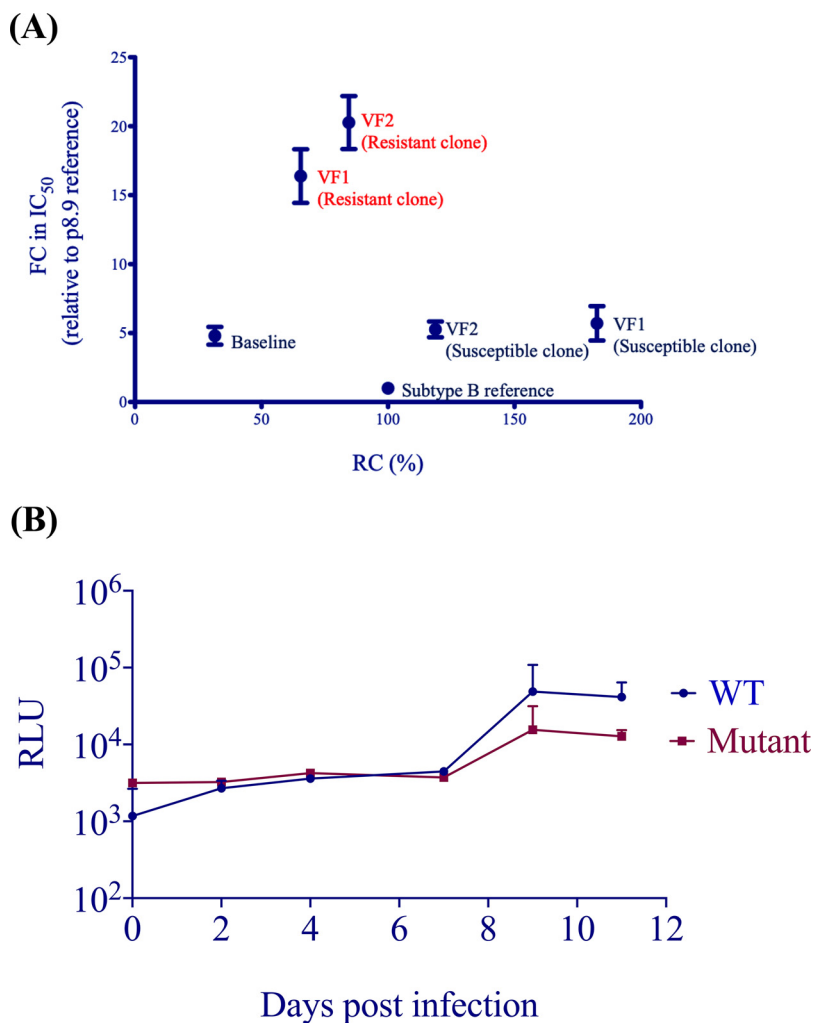 (A)
FC in IC50
(relative to p8.9 reference)
25
20
15
10
5
0
VF2
(Resistant clone)
VF1
(Resistant clone)
Baseline
VF2
(Susceptible clone)
VF1
(Susceptible clone)
Subtype B reference
0 50 100 150 200
RC (%)
(B)
RLU
10^6
10^5
10^4
10^3
10^2
WT
Mutant
0 2 4 6 8 10 12
Days post infection